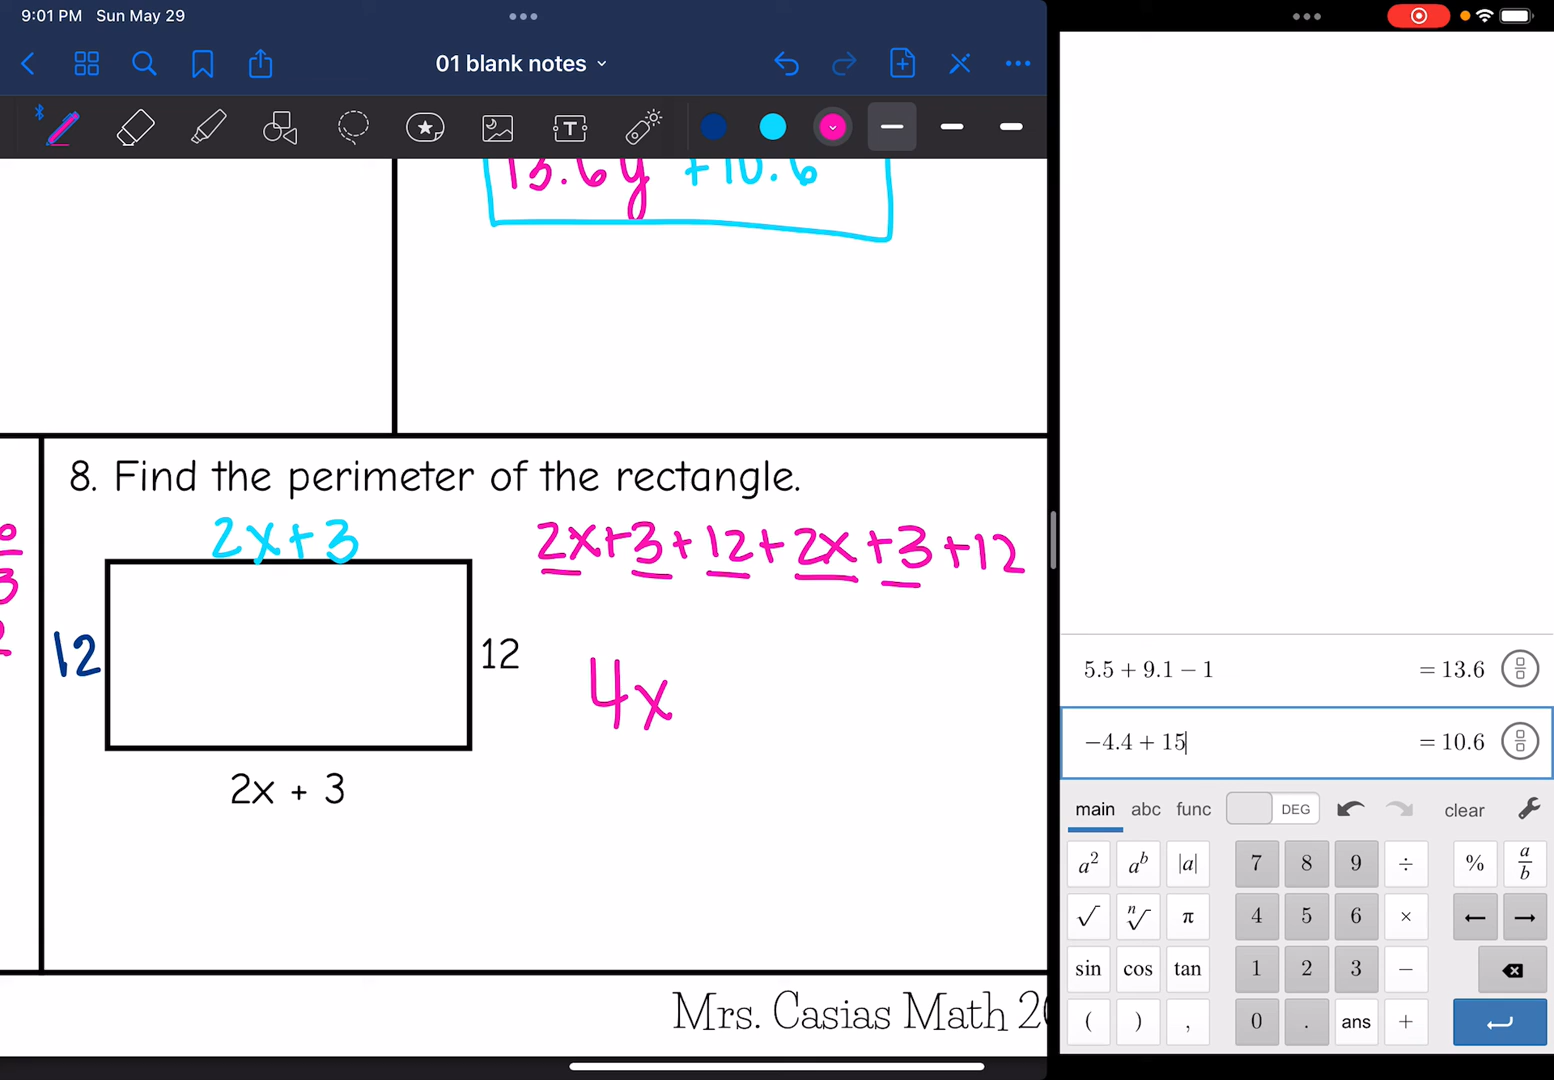 9:01 PM Sun May 29
01 blank notes
13.6y +10.6
8. Find the perimeter of the rectangle.
2x+3
2x+3+12+2x+3+12
12
12
4x
2x + 3
Mrs. Casias Math
5.5 + 9.1 − 1 = 13.6
−4.4 + 15 = 10.6
main abc func DEG clear
a² aᵇ |a| 7 8 9 ÷ % a/b
√ ⁿ√ π 4 5 6 × ← →
sin cos tan 1 2 3 −
( ) , 0 . ans +